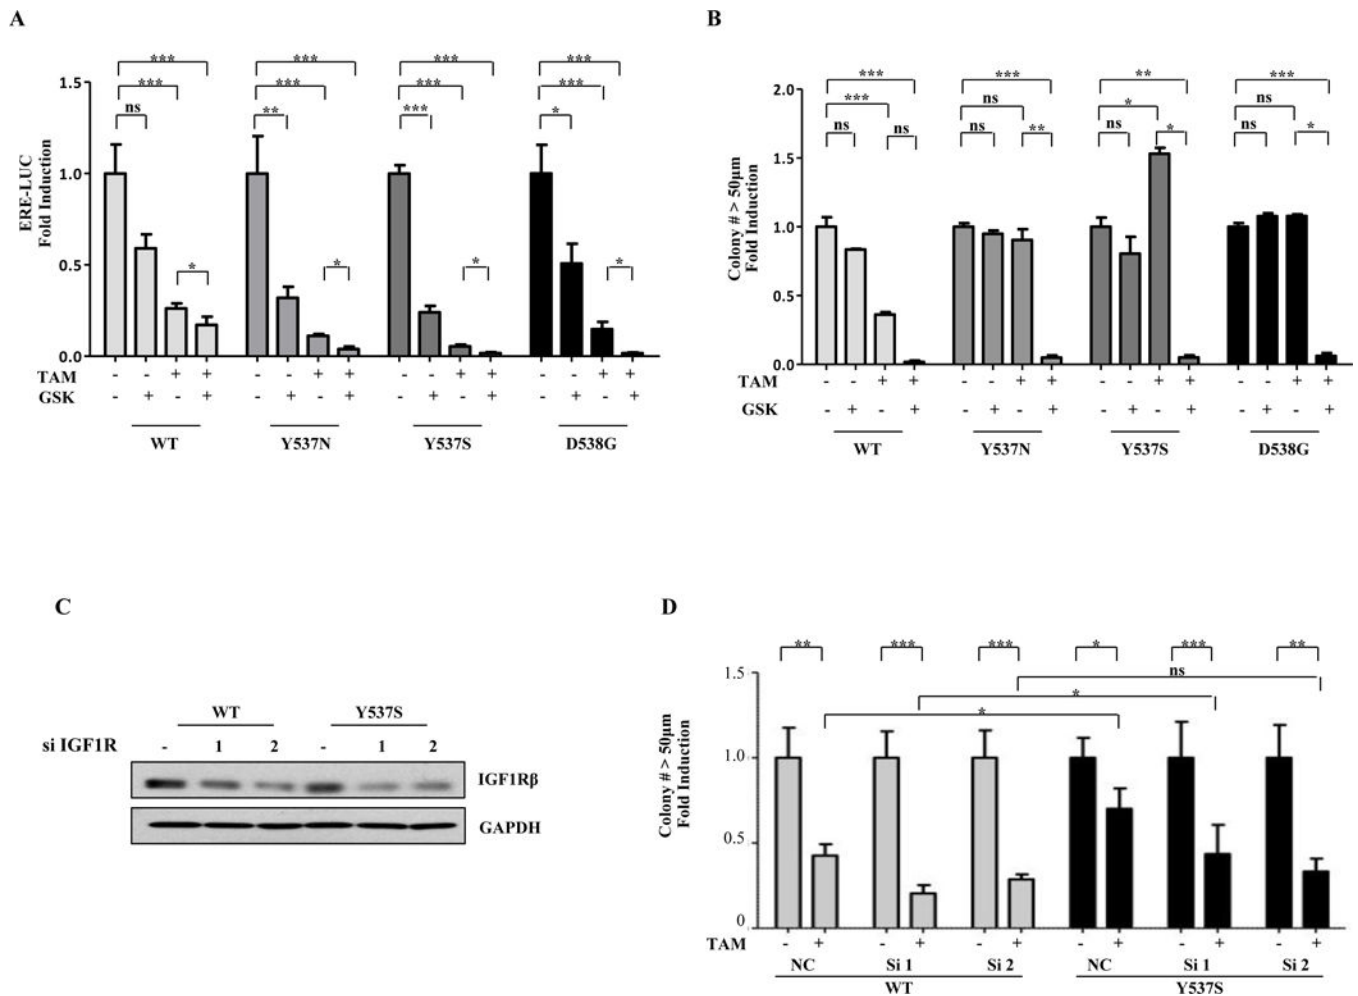 A
*** *** *** ***
*** *** *** ***
ns ** *** *
* * * *
ERE-LUC
Fold Induction
1.5
1.0
0.5
0.0
TAM - - + + - - + + - - + + - - + +
GSK - + - + - + - + - + - + - + - +
WT Y537N Y537S D538G
B
*** *** ** ***
*** ns * ns
ns ns ns ** ns * ns *
Colony # > 50µm
Fold Induction
2.0
1.5
1.0
0.5
0.0
TAM - - + + - - + + - - + + - - + +
GSK - + - + - + - + - + - + - + - +
WT Y537N Y537S D538G
C
WT Y537S
si IGF1R - 1 2 - 1 2
IGF1Rβ
GAPDH
D
** *** *** * *** **
ns
*
*
Colony # > 50µm
Fold Induction
1.5
1.0
0.5
0
TAM - + - + - + - + - + - +
NC Si 1 Si 2 NC Si 1 Si 2
WT Y537S